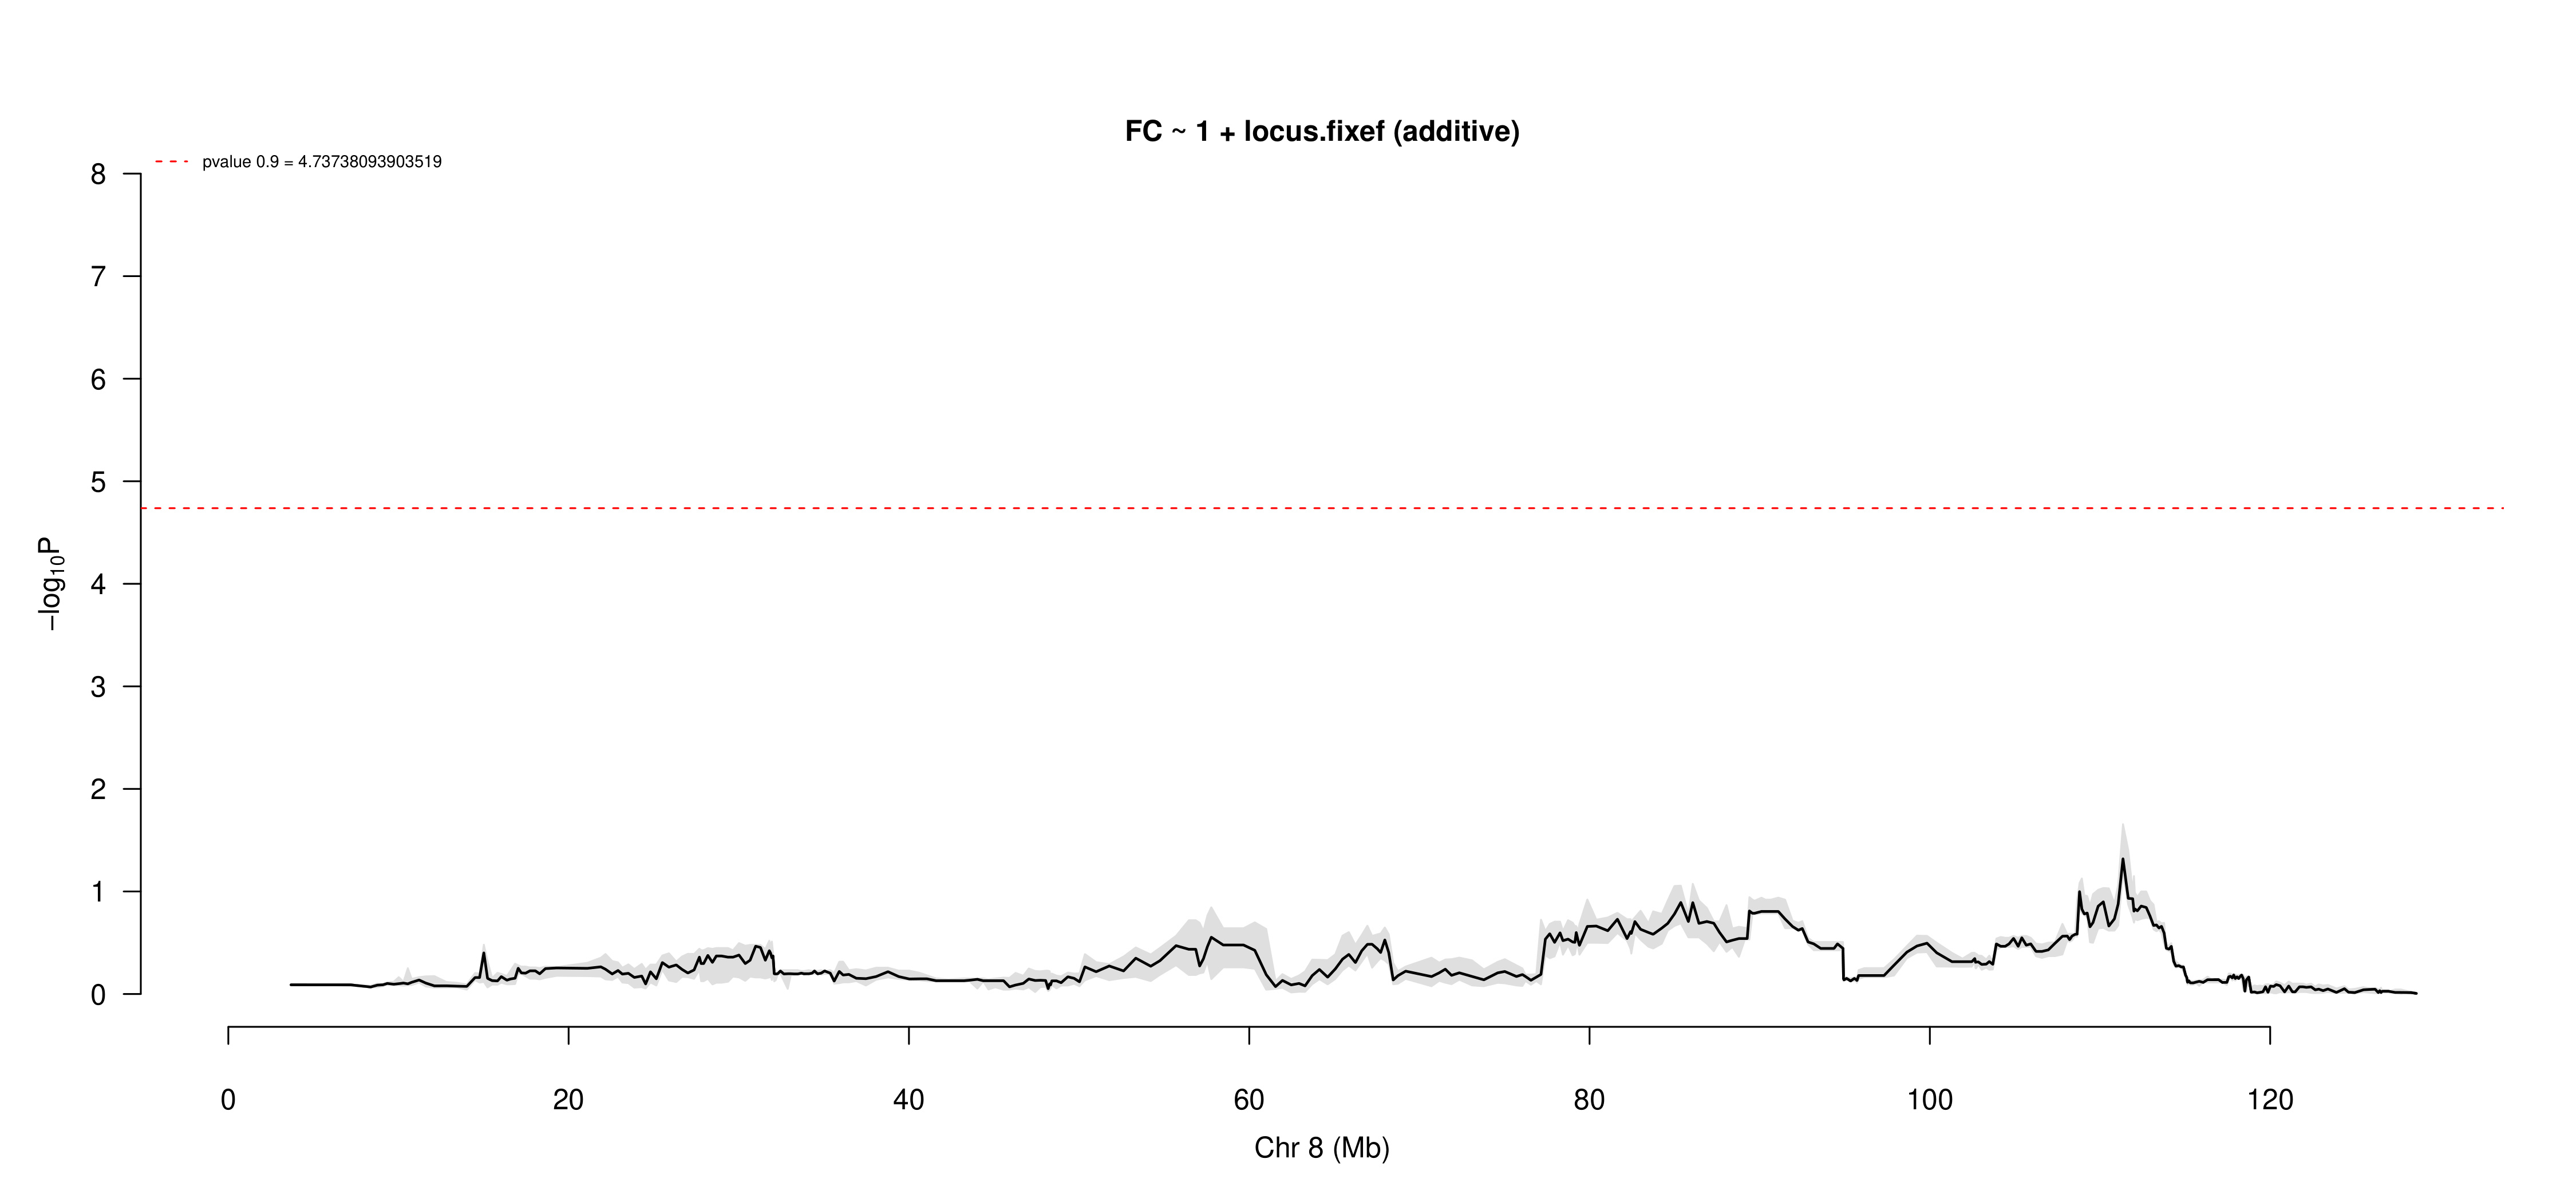 FC ~ 1 + locus.fixef (additive)
pvalue 0.9 = 4.73738093903519
8
7
6
5
4
3
2
1
0
−log10P
0 20 40 60 80 100 120
Chr 8 (Mb)